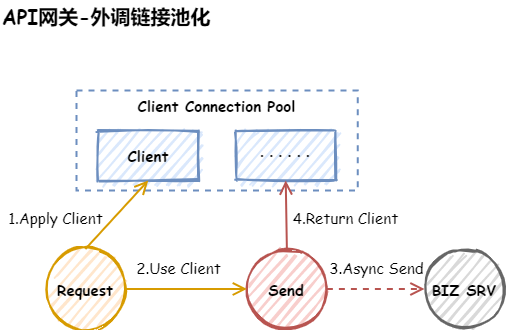 API网关-外调链接池化
Client Connection Pool
Client
......
1.Apply Client
4.Return Client
2.Use Client
3.Async Send
Request
Send
BIZ SRV